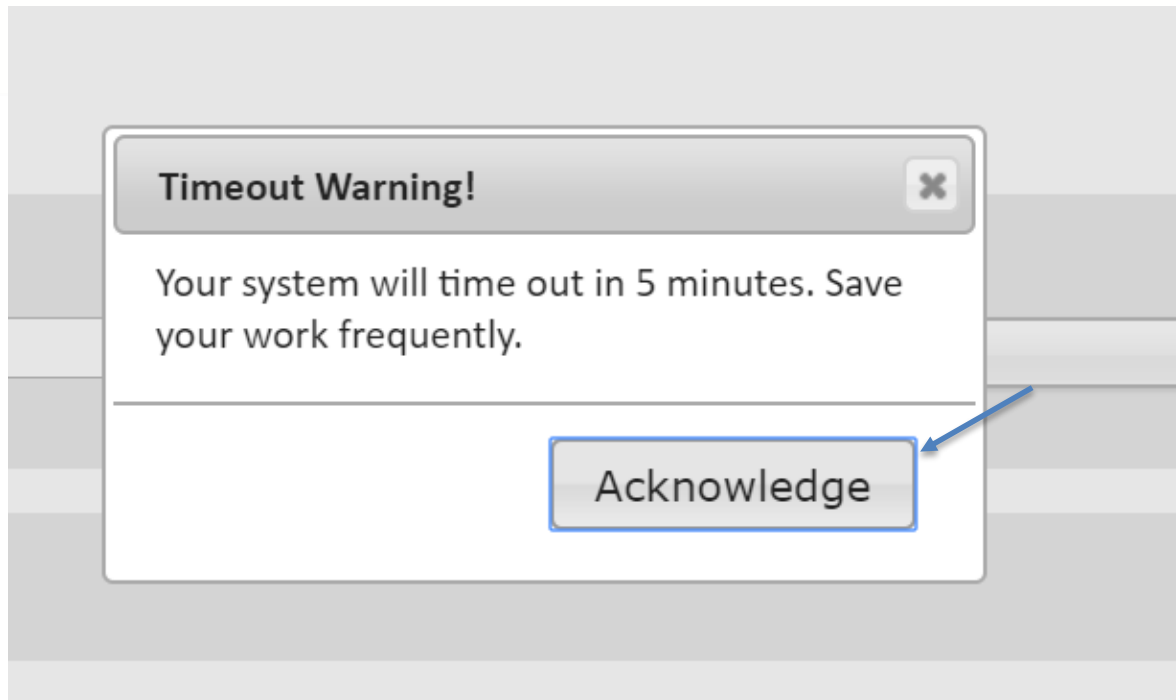 Timeout Warning!
Your system will time out in 5 minutes. Save
your work frequently.
Acknowledge